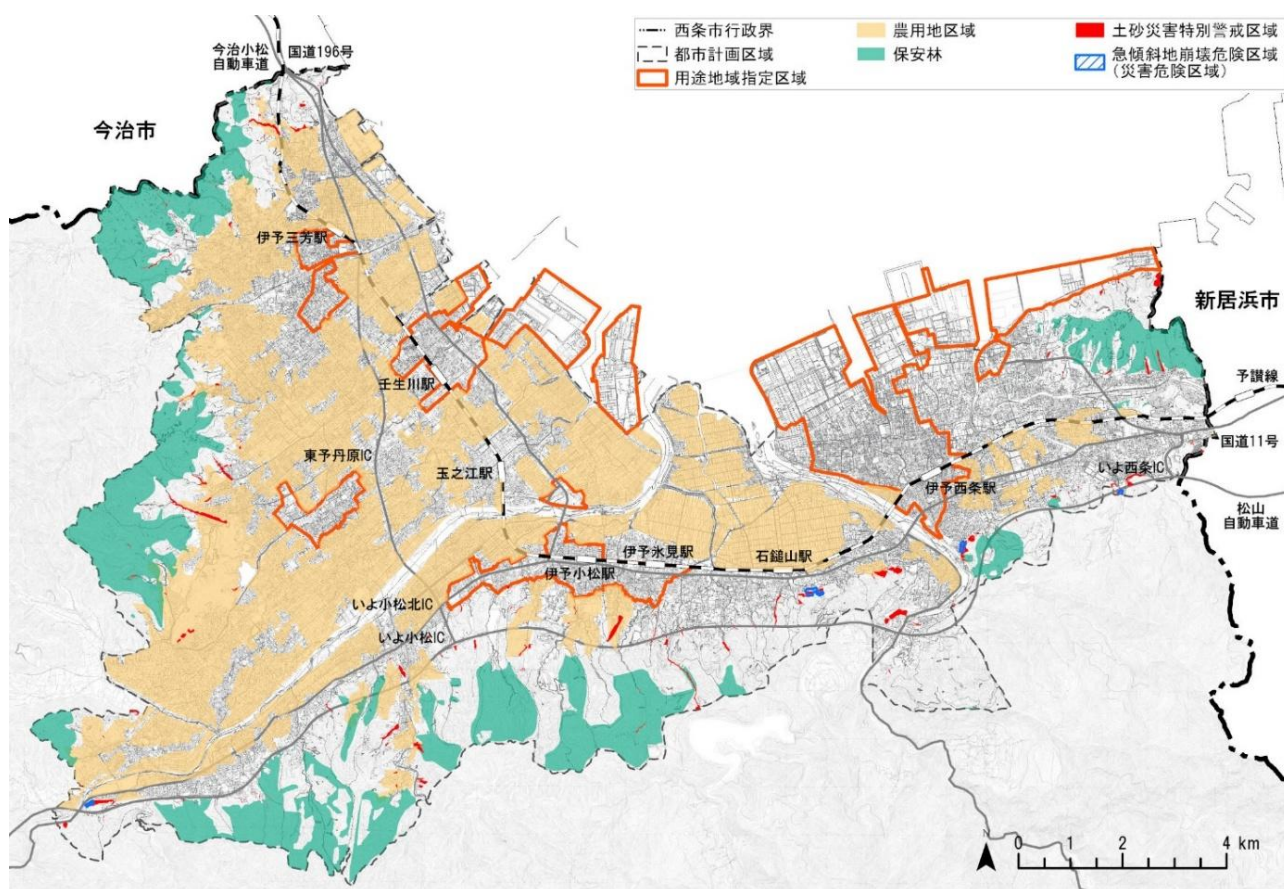 西条市行政界
都市計画区域
用途地域指定区域
農用地区域
保安林
土砂災害特別警戒区域
急傾斜地崩壊危険区域
(災害危険区域)
今治小松
自動車道
国道196号
今治市
伊予三芳駅
新居浜市
壬生川駅
予讃線
国道11号
東予丹原IC
玉之江駅
いよ西条IC
伊予西条駅
松山
自動車道
伊予氷見駅
石鎚山駅
伊予小松駅
いよ小松北IC
いよ小松IC
N
0 1 2 4 km